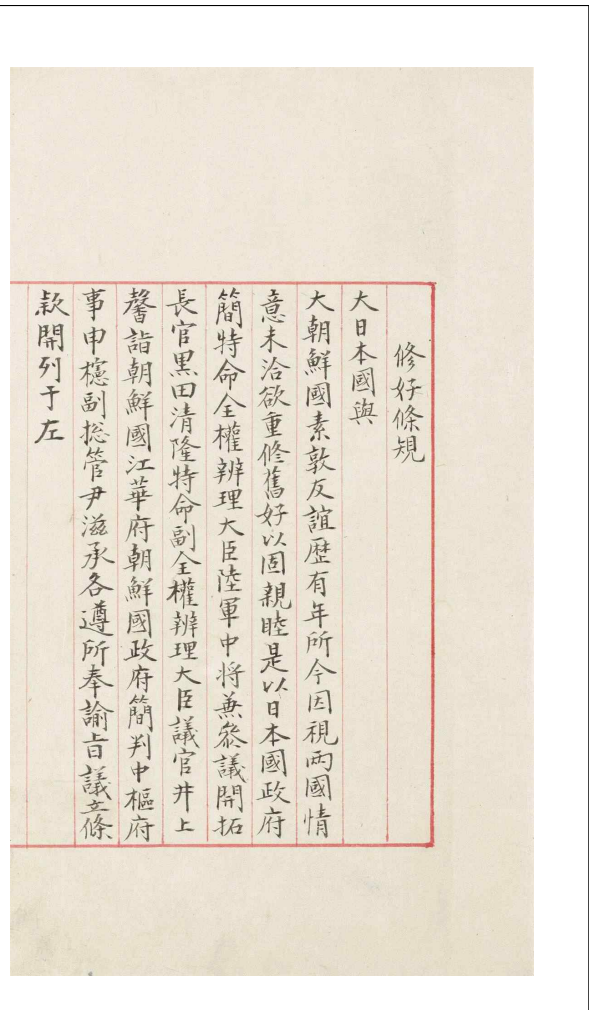 修好條規
大日本國與
大朝鮮國素敦友誼歷有年所今因視兩國情
意未洽欲重修舊好以固親睦是以日本國政府
簡特命全權辨理大臣陸軍中將兼參議開拓
長官黒田清隆特命副全權辨理大臣議官井上
馨詣朝鮮國江華府朝鮮國政府簡判中樞府
事申櫶副捴管尹滋承各遵所奉諭旨議立條
款開列于左